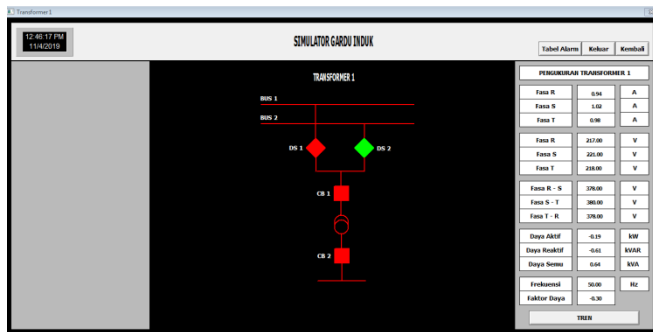 Transformer 1
12:46:17 PM
11/4/2019
SIMULATOR GARDU INDUK
Tabel Alarm Keluar Kembali
TRANSFORMER 1
BUS 1
BUS 2
DS 1 DS 2
CB 1
CB 2
PENGUKURAN TRANSFORMER 1
Fasa R 0.94 A
Fasa S 1.02 A
Fasa T 0.98 A
Fasa R 217.00 V
Fasa S 221.00 V
Fasa T 218.00 V
Fasa R - S 378.00 V
Fasa S - T 380.00 V
Fasa T - R 378.00 V
Daya Aktif -0.19 kW
Daya Reaktif -0.61 kVAR
Daya Semu 0.64 kVA
Frekuensi 50.00 Hz
Faktor Daya -0.30
TREN